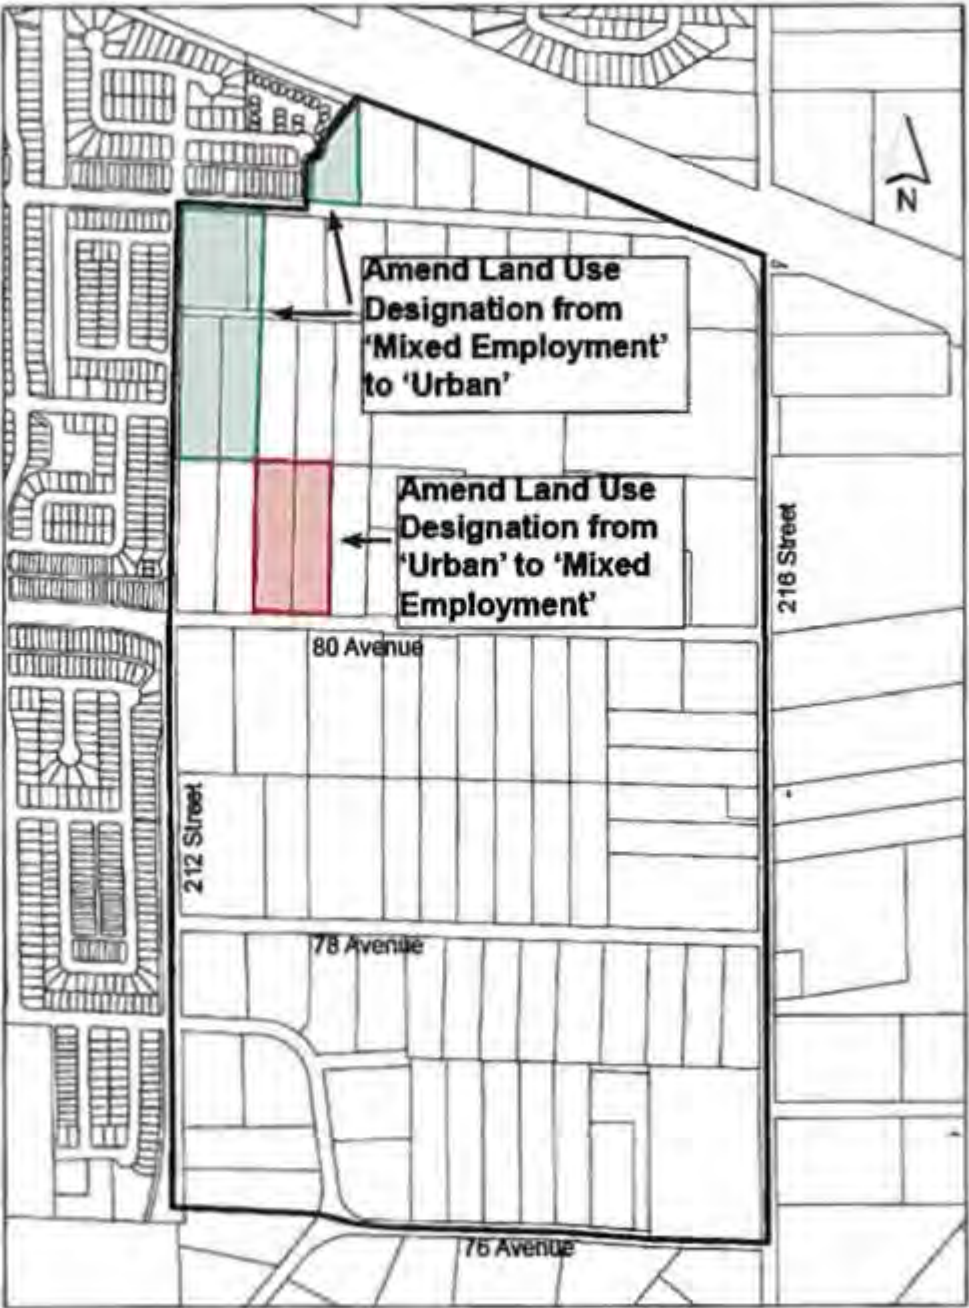 N
Amend Land Use
Designation from
'Mixed Employment'
to 'Urban'
Amend Land Use
Designation from
'Urban' to 'Mixed
Employment'
216 Street
80 Avenue
212 Street
78 Avenue
76 Avenue